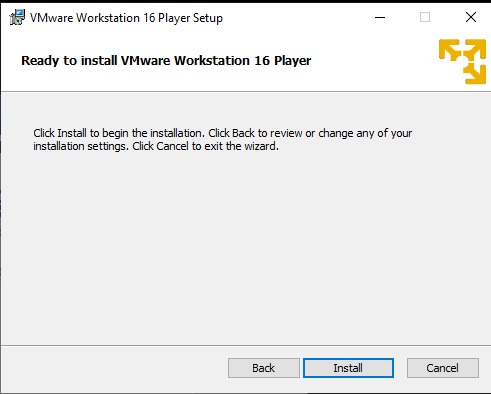 VMware Workstation 16 Player Setup
Ready to install VMware Workstation 16 Player
Click Install to begin the installation. Click Back to review or change any of your
installation settings. Click Cancel to exit the wizard.
Back
Install
Cancel